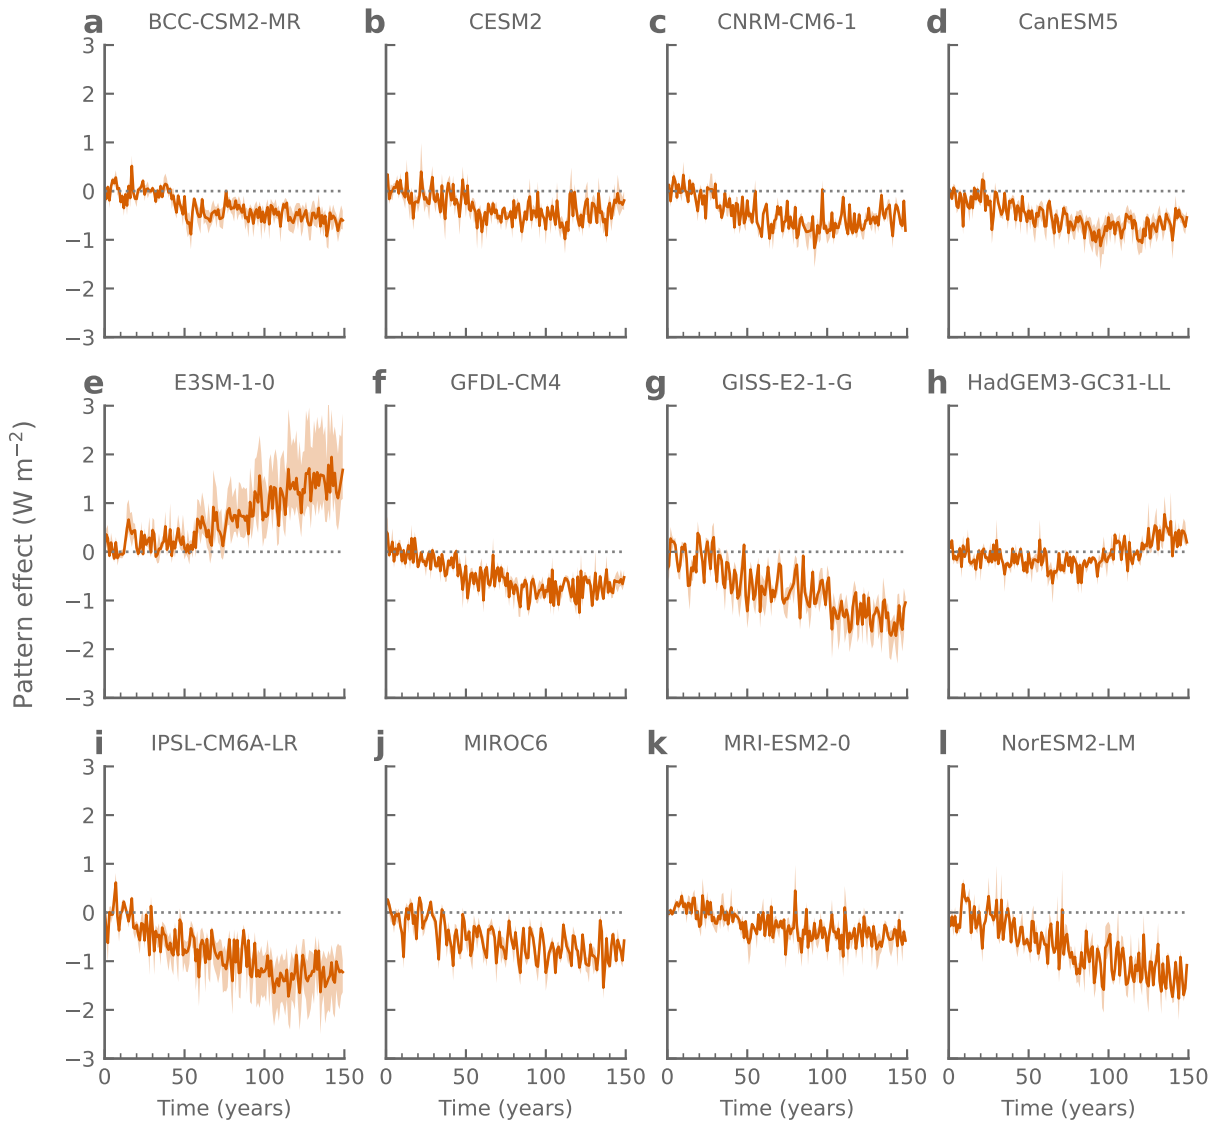 a BCC-CSM2-MR
b CESM2
c CNRM-CM6-1
d CanESM5
3
2
1
0
−1
−2
−3
e E3SM-1-0
f GFDL-CM4
g GISS-E2-1-G
h HadGEM3-GC31-LL
Pattern effect (W m−2)
3
2
1
0
−1
−2
−3
i IPSL-CM6A-LR
j MIROC6
k MRI-ESM2-0
l NorESM2-LM
3
2
1
0
−1
−2
−3
0 50 100 150
0 50 100 150
0 50 100 150
0 50 100 150
Time (years)
Time (years)
Time (years)
Time (years)